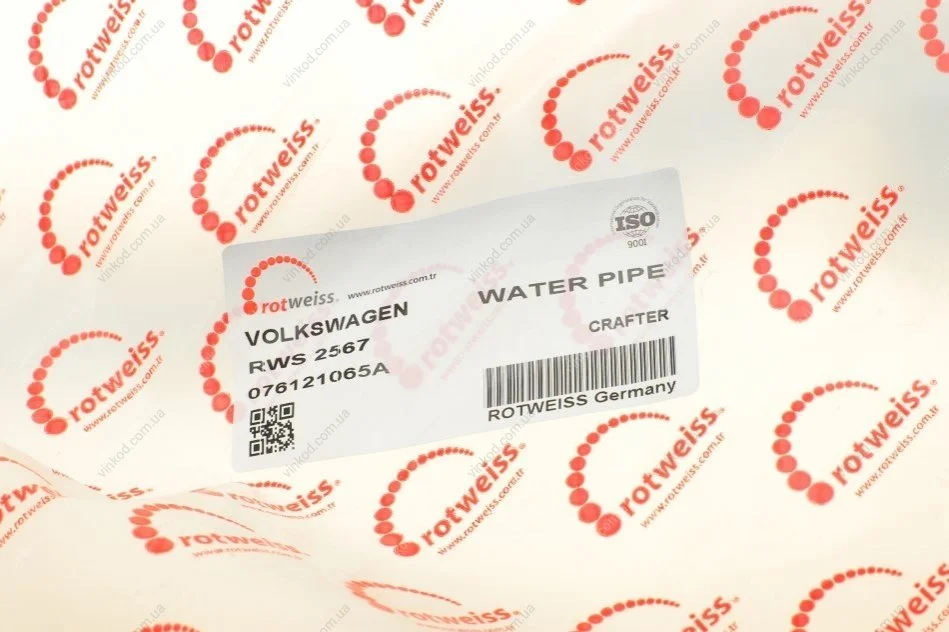 rotweiss® www.rotweiss.com.tr
VOLKSWAGEN
RWS 2567
076121065A
ISO
9001
WATER PIPE
CRAFTER
ROTWEISS Germany
rotweiss®
www.rotweiss.com.tr
vinkod.com.ua